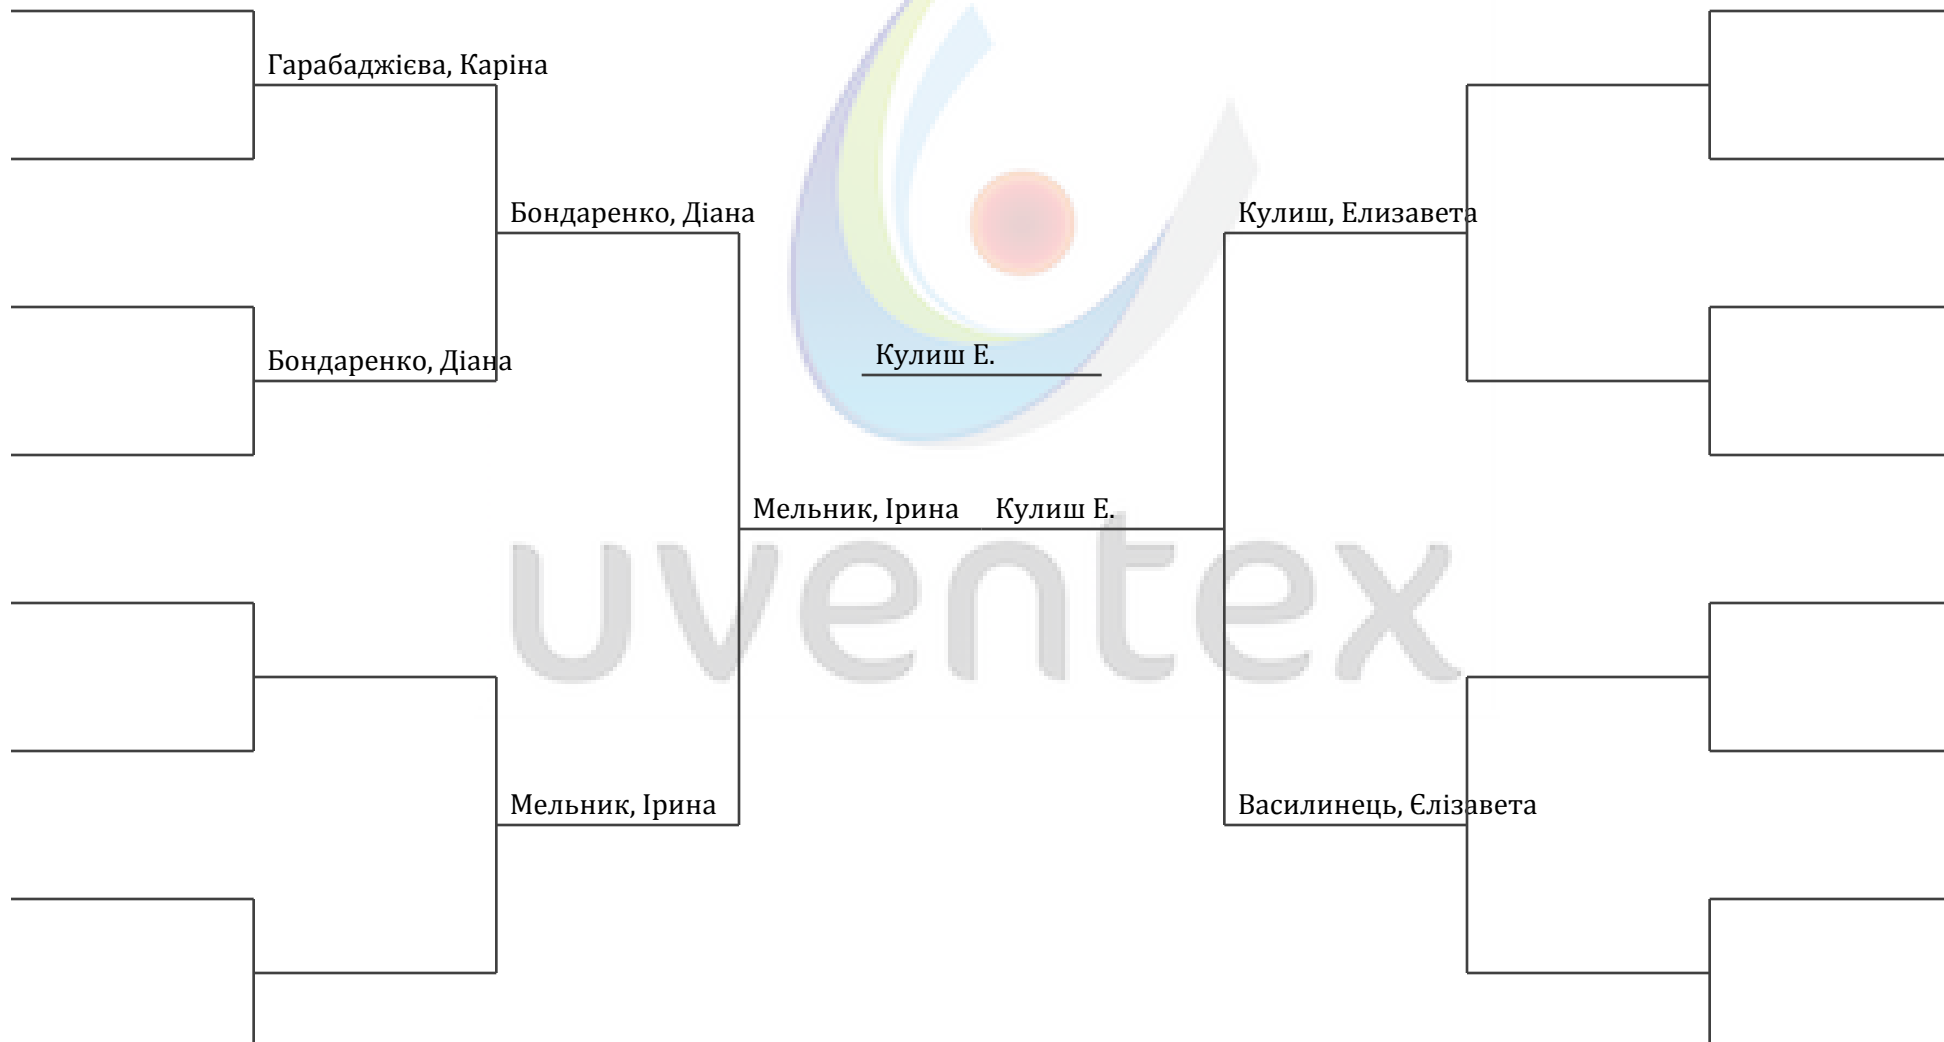 Гарабаджієва, Каріна
Бондаренко, Діана
Кулиш, Елизавета
Кулиш Е.
Бондаренко, Діана
Мельник, Ірина
Кулиш Е.
uventex
Мельник, Ірина
Василинець, Єлізавета